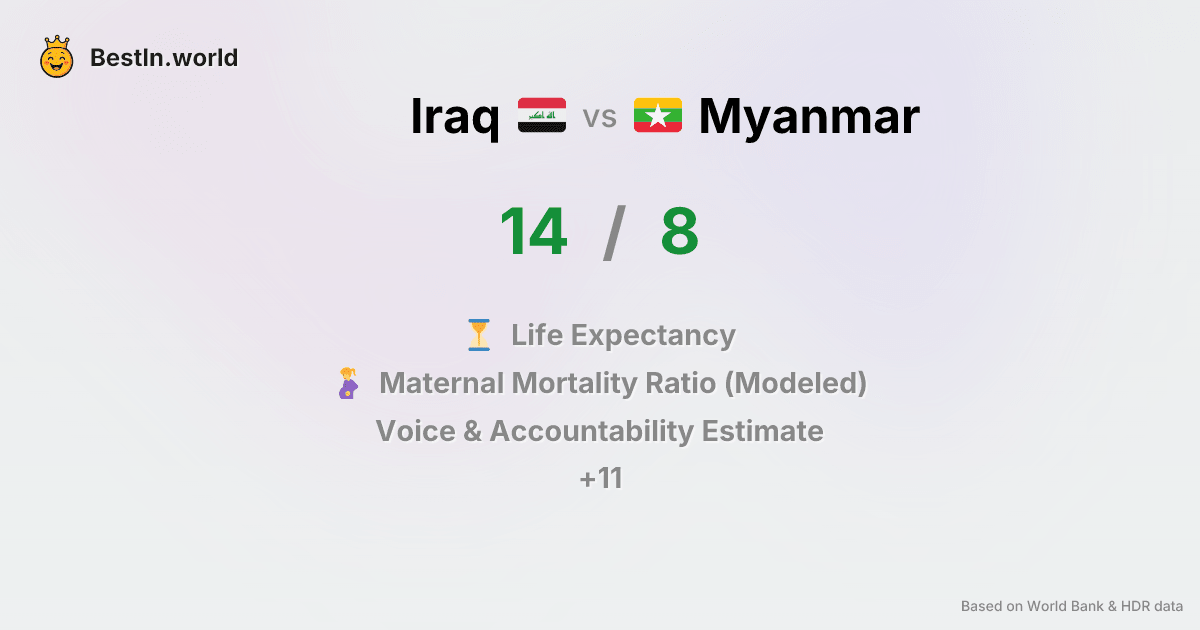 BestIn.world
Iraq vs Myanmar
14 / 8
Life Expectancy
Maternal Mortality Ratio (Modeled)
Voice & Accountability Estimate
+11
Based on World Bank & HDR data